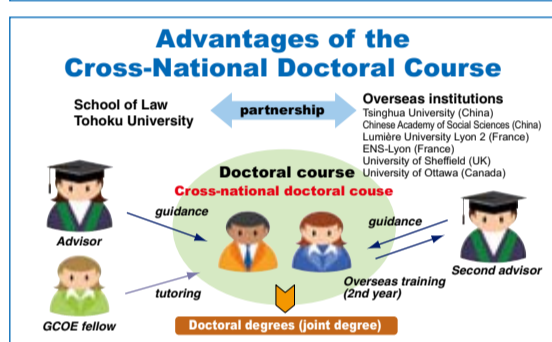 Advantages of the
Cross-National Doctoral Course
School of Law
Tohoku University
partnership
Overseas institutions
Tsinghua University (China)
Chinese Academy of Social Sciences (China)
Lumière University Lyon 2 (France)
ENS-Lyon (France)
University of Sheffield (UK)
University of Ottawa (Canada)
Doctoral course
Cross-national doctoral couse
guidance
guidance
Advisor
Second advisor
Overseas training
(2nd year)
tutoring
GCOE fellow
Doctoral degrees (joint degree)